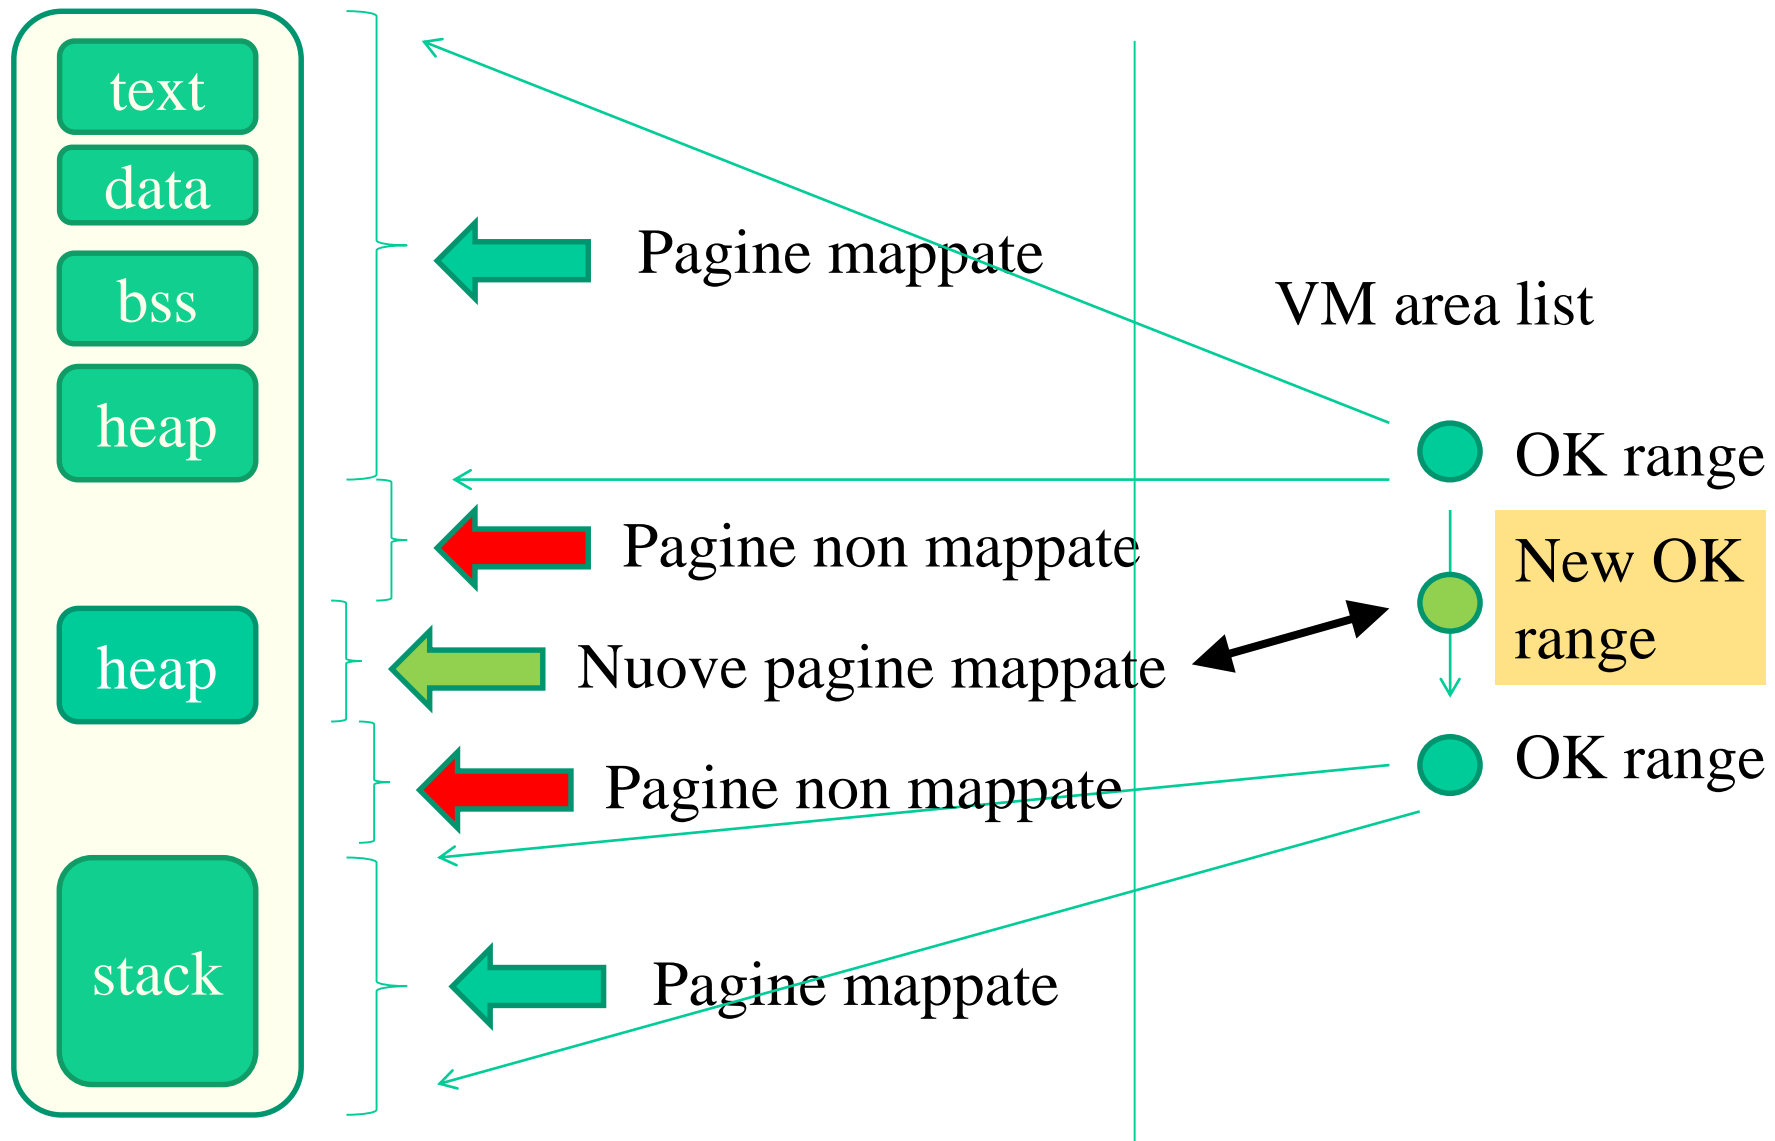 text
data
bss
heap
heap
stack
Pagine mappate
Pagine non mappate
Nuove pagine mappate
Pagine non mappate
Pagine mappate
VM area list
OK range
New OK
range
OK range